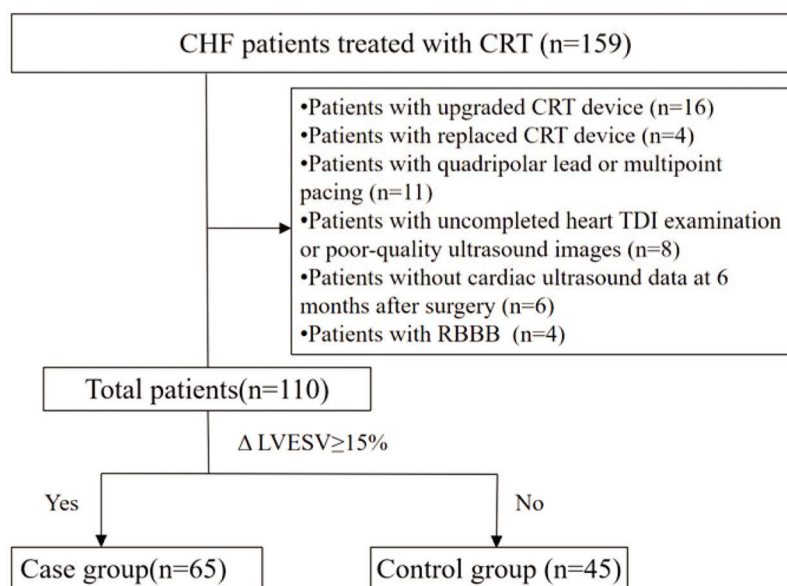 CHF patients treated with CRT (n=159)
•Patients with upgraded CRT device (n=16)
•Patients with replaced CRT device (n=4)
•Patients with quadripolar lead or multipoint
pacing (n=11)
•Patients with uncompleted heart TDI examination
or poor-quality ultrasound images (n=8)
•Patients without cardiac ultrasound data at 6
months after surgery (n=6)
•Patients with RBBB (n=4)
Total patients(n=110)
Δ LVESV≥15%
Yes
No
Case group(n=65)
Control group (n=45)